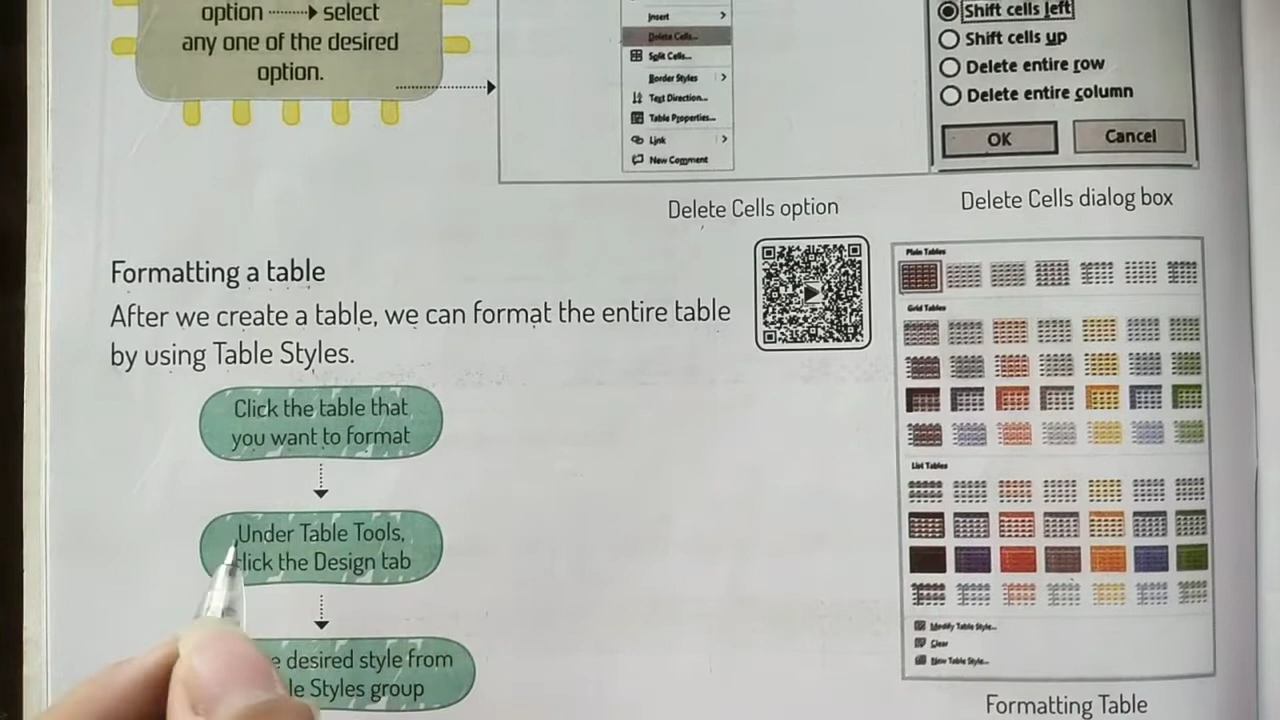 option select
any one of the desired
option.
Insert
Delete Cells...
Split Cells...
Border Styles
Text Direction...
Table Properties...
Link
New Comment
Shift cells left
Shift cells up
Delete entire row
Delete entire column
OK
Cancel
Delete Cells option
Delete Cells dialog box
Formatting a table
After we create a table, we can format the entire table
by using Table Styles.
Click the table that
you want to format
Under Table Tools,
click the Design tab
desired style from
Styles group
Plain Tables
Grid Tables
List Tables
Modify Table Style...
Clear
New Table Style...
Formatting Table